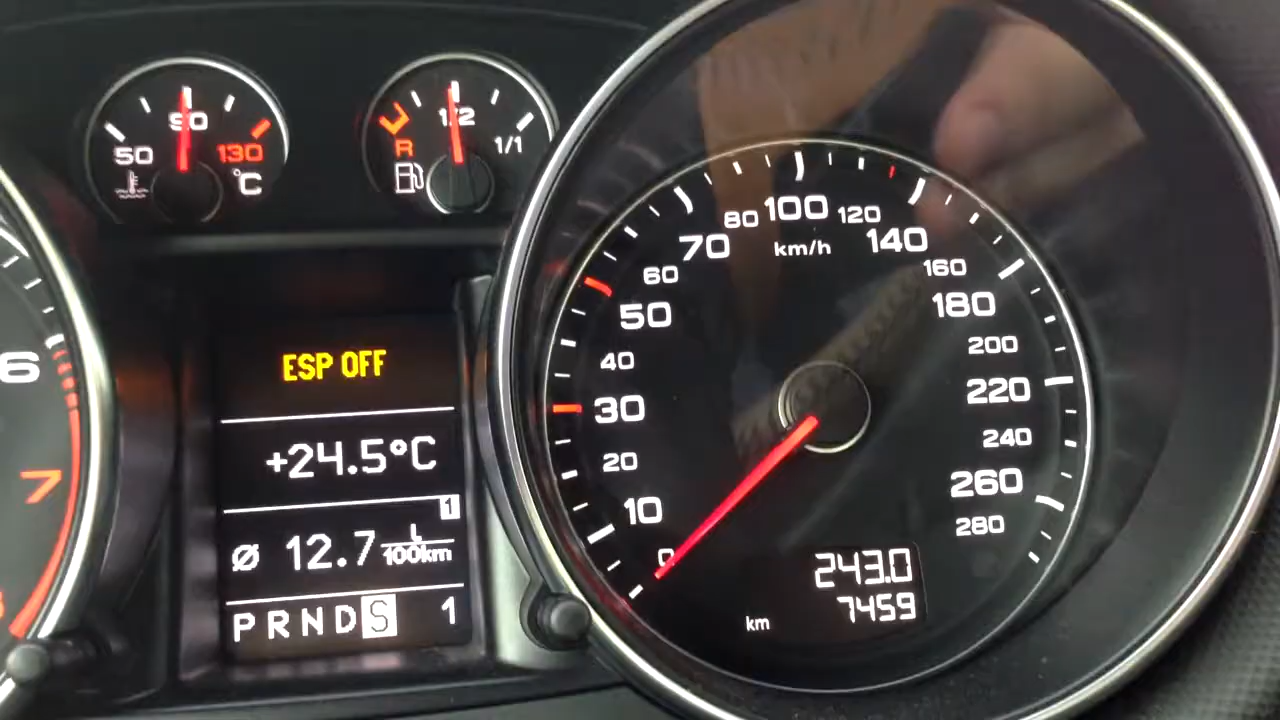 50 90 130 °C
R 1/2 1/1
6
7
ESP OFF
+24.5°C
1
Ø 12.7 L/100km
P R N D S 1
0 10 20 30 40 50 60 70 80 100 120 140 160 180 200 220 240 260 280
km/h
243.0
km 7459